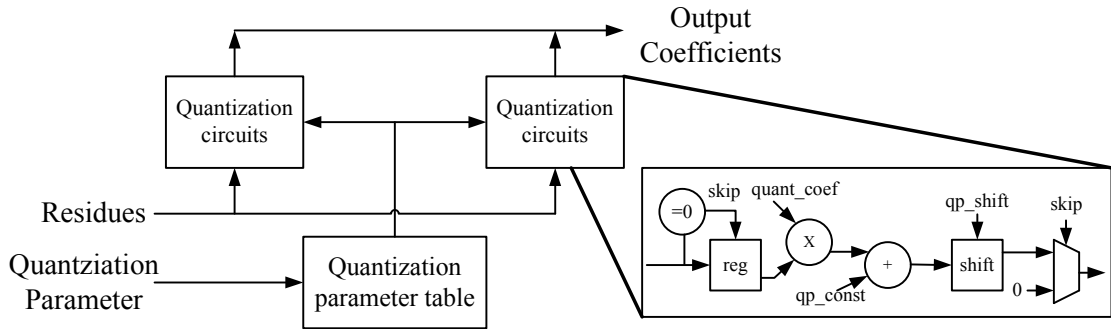 Output
Coefficients
Quantization
circuits
Quantization
circuits
Residues
Quantziation
Parameter
Quantization
parameter table
=0
skip
quant_coef
reg
X
qp_const
+
qp_shift
shift
skip
0